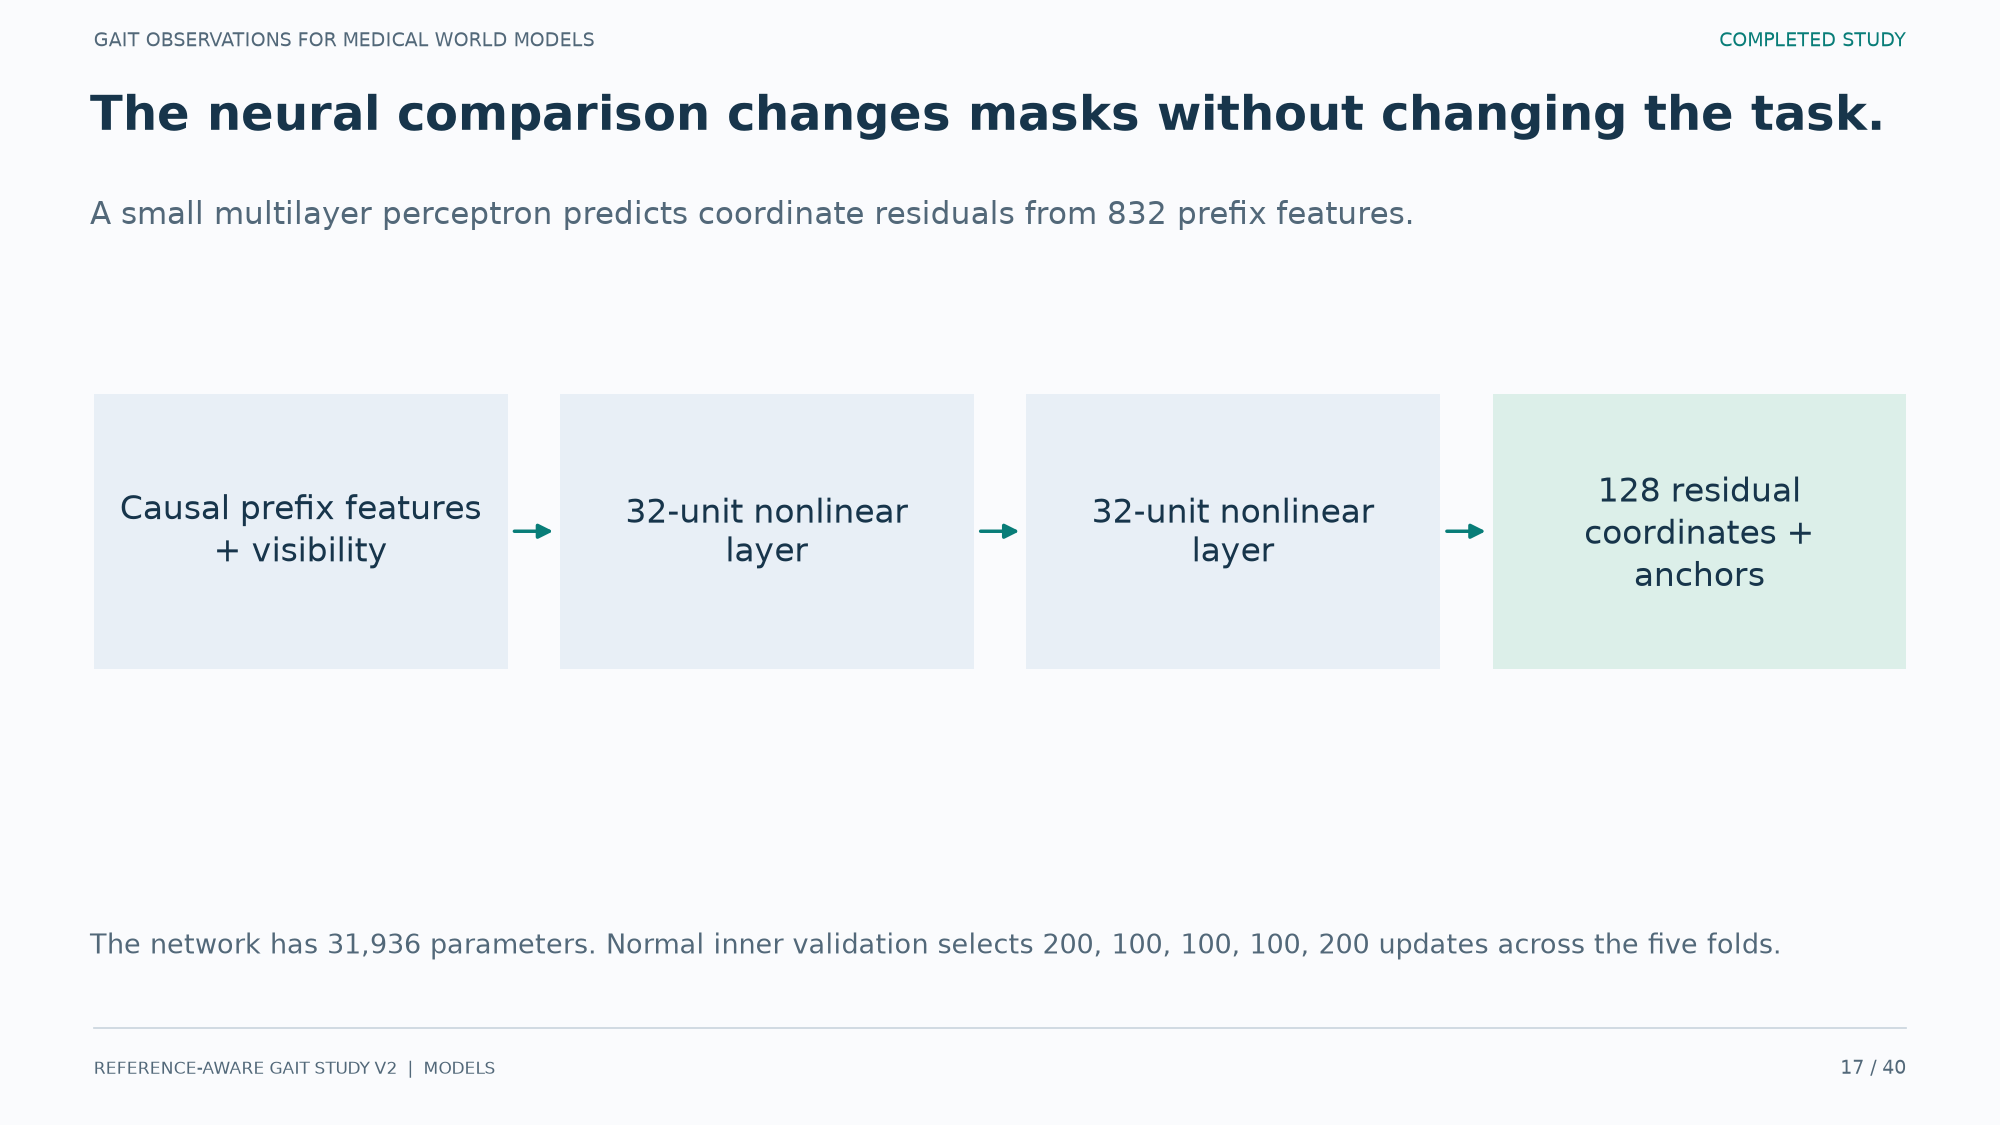 GAIT OBSERVATIONS FOR MEDICAL WORLD MODELS
COMPLETED STUDY
The neural comparison changes masks without changing the task.
A small multilayer perceptron predicts coordinate residuals from 832 prefix features.
Causal prefix features
+ visibility
32-unit nonlinear
layer
32-unit nonlinear
layer
128 residual
coordinates +
anchors
The network has 31,936 parameters. Normal inner validation selects 200, 100, 100, 100, 200 updates across the five folds.
REFERENCE-AWARE GAIT STUDY V2 | MODELS
17 / 40